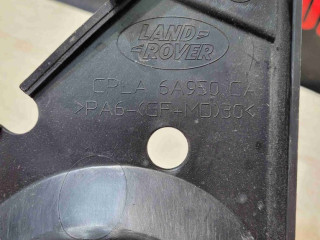 LAND-
ROVER
CPLA 6A950 CA
>PA6-(GF+MD)30<